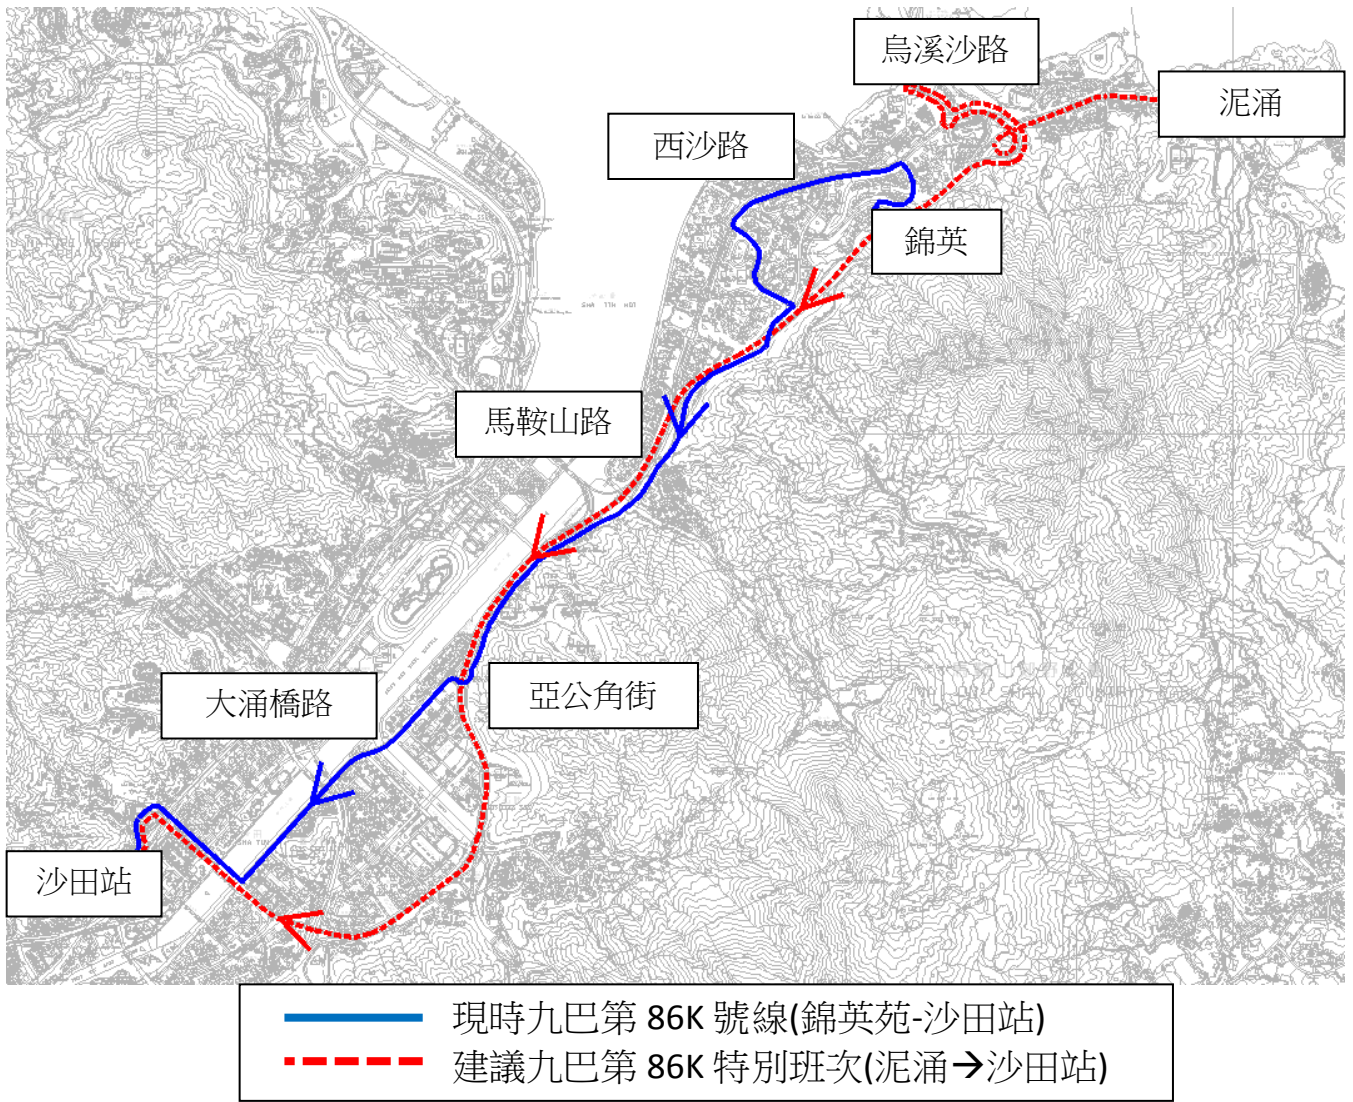 烏溪沙路
泥涌
西沙路
錦英
馬鞍山路
亞公角街
大涌橋路
沙田站
現時九巴第 86K 號線(錦英苑-沙田站)
建議九巴第 86K 特別班次(泥涌→沙田站)